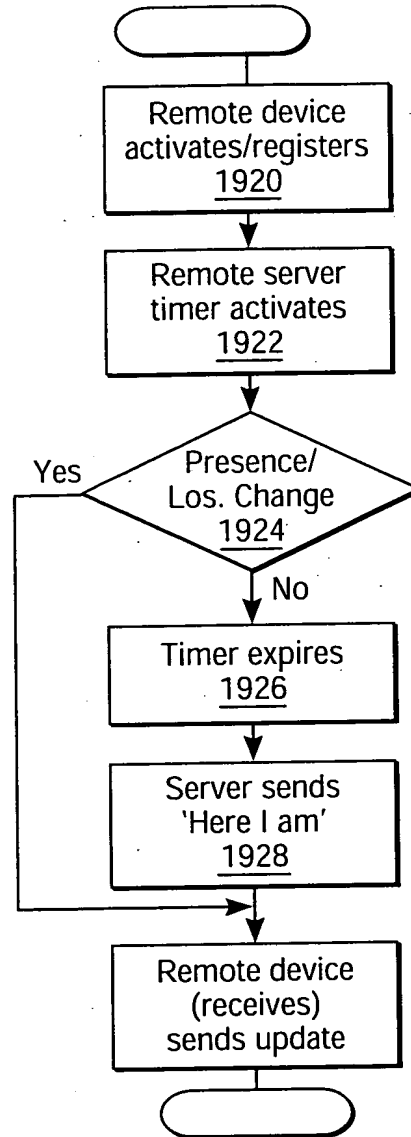 Remote device
activates/registers
1920
Remote server
timer activates
1922
Yes
Presence/
Los. Change
1924
No
Timer expires
1926
Server sends
'Here I am'
1928
Remote device
(receives)
sends update